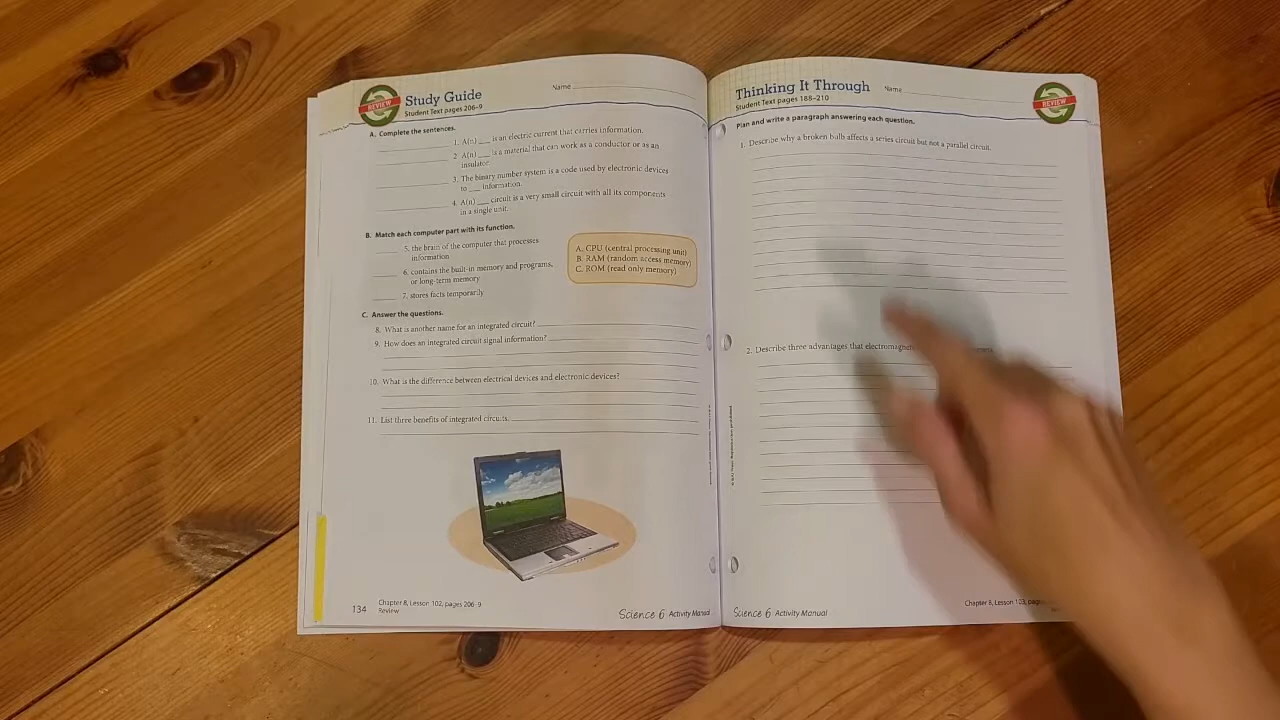 REVIEW
Study Guide
Student Text pages 206–9
Name
A. Complete the sentences.
1. A(n) ___ is an electric current that carries information.
2. A(n) ___ is a material that can work as a conductor or as an
insulator.
3. The binary number system is a code used by electronic devices
to ___ information.
4. A(n) ___ circuit is a very small circuit with all its components
in a single unit.
B. Match each computer part with its function.
5. the brain of the computer that processes
information
6. contains the built-in memory and programs,
or long-term memory
7. stores facts temporarily
A. CPU (central processing unit)
B. RAM (random access memory)
C. ROM (read only memory)
C. Answer the questions.
8. What is another name for an integrated circuit?
9. How does an integrated circuit signal information?
10. What is the difference between electrical devices and electronic devices?
11. List three benefits of integrated circuits.
134
Chapter 8, Lesson 102, pages 206–9
Review
Science 6 Activity Manual
Thinking It Through
Student Text pages 188–210
Name
REVIEW
Plan and write a paragraph answering each question.
1. Describe why a broken bulb affects a series circuit but not a parallel circuit.
2. Describe three advantages that
Science 6 Activity Manual
Chapter 8, Lesson 103,